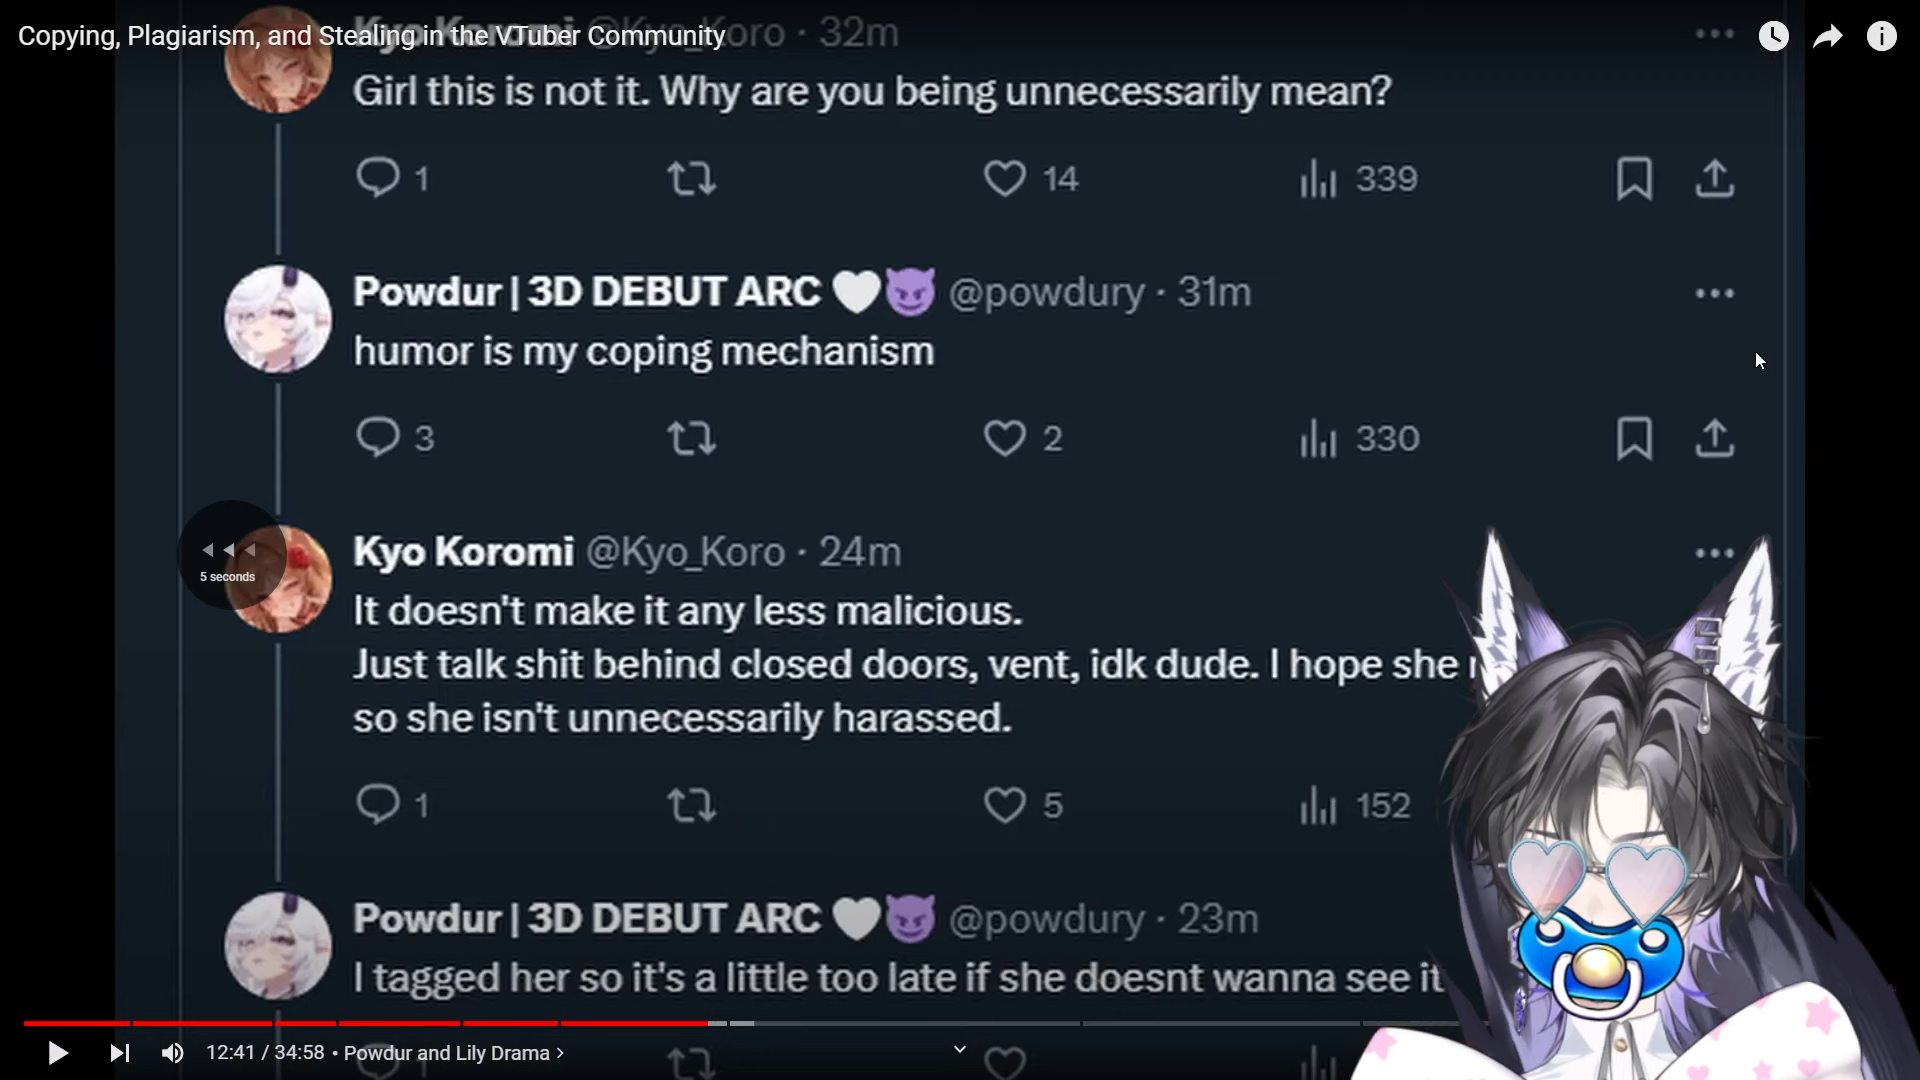 Copying, Plagiarism, and Stealing in the VTuber Community
Kyo Koromi @Kyo_Koro · 32m
Girl this is not it. Why are you being unnecessarily mean?
1 14 339
Powdur | 3D DEBUT ARC 🤍😈 @powdury · 31m
humor is my coping mechanism
3 2 330
Kyo Koromi @Kyo_Koro · 24m
5 seconds
It doesn't make it any less malicious.
Just talk shit behind closed doors, vent, idk dude. I hope she
so she isn't unnecessarily harassed.
1 5 152
Powdur | 3D DEBUT ARC 🤍😈 @powdury · 23m
I tagged her so it's a little too late if she doesnt wanna see it
12:41 / 34:58 • Powdur and Lily Drama >